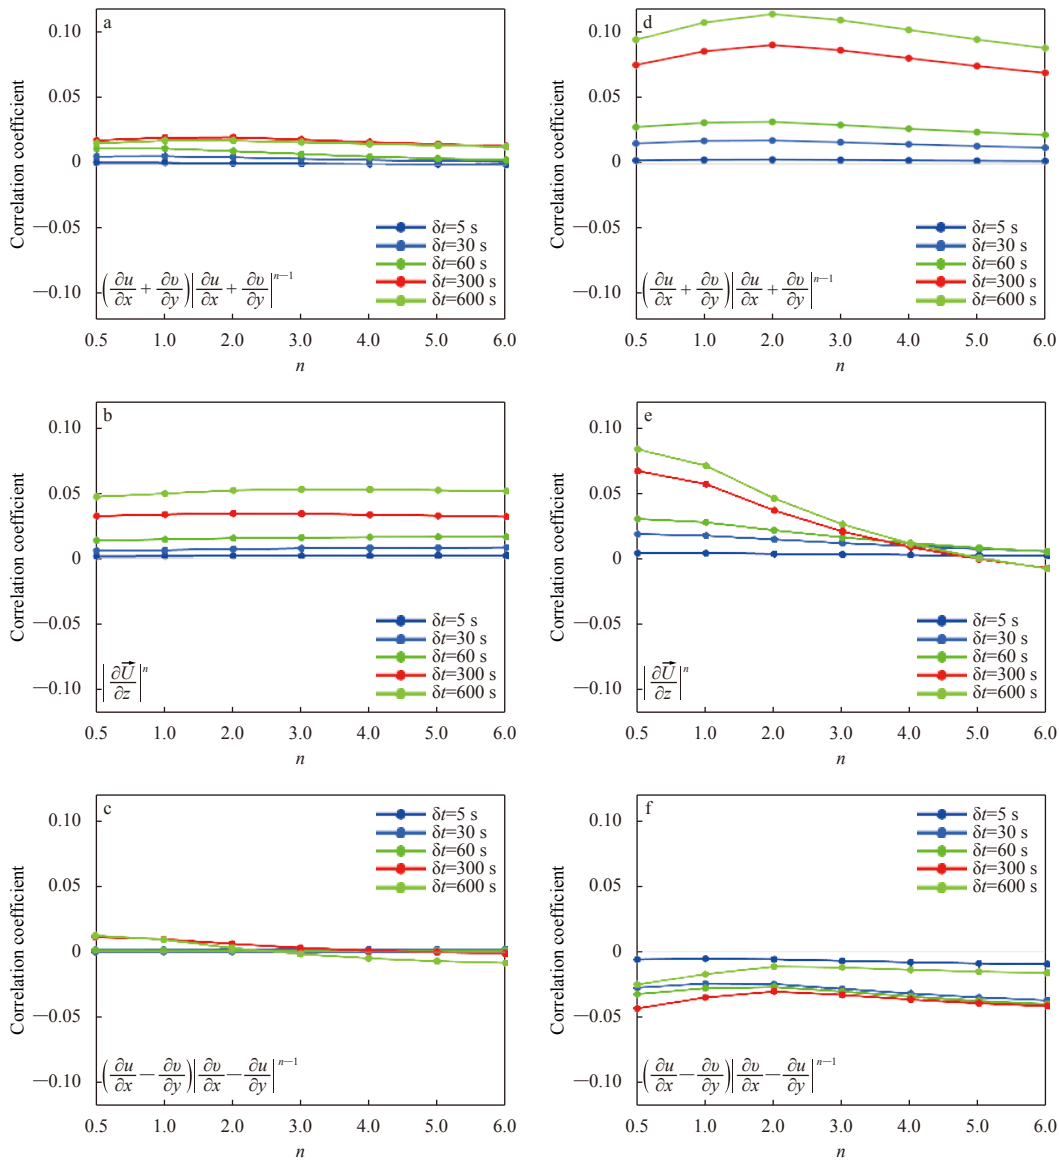 a
Correlation coefficient
0.10
0.05
0
—0.05
—0.10
δt=5 s
δt=30 s
δt=60 s
δt=300 s
δt=600 s
(∂u/∂x + ∂υ/∂y)|∂u/∂x + ∂υ/∂y|ⁿ⁻¹
0.5 1.0 2.0 3.0 4.0 5.0 6.0
n
d
Correlation coefficient
0.10
0.05
0
—0.05
—0.10
δt=5 s
δt=30 s
δt=60 s
δt=300 s
δt=600 s
(∂u/∂x + ∂υ/∂y)|∂u/∂x + ∂υ/∂y|ⁿ⁻¹
0.5 1.0 2.0 3.0 4.0 5.0 6.0
n
b
Correlation coefficient
0.10
0.05
0
—0.05
—0.10
δt=5 s
δt=30 s
δt=60 s
δt=300 s
δt=600 s
|∂U⃗/∂z|ⁿ
0.5 1.0 2.0 3.0 4.0 5.0 6.0
n
e
Correlation coefficient
0.10
0.05
0
—0.05
—0.10
δt=5 s
δt=30 s
δt=60 s
δt=300 s
δt=600 s
|∂U⃗/∂z|ⁿ
0.5 1.0 2.0 3.0 4.0 5.0 6.0
n
c
Correlation coefficient
0.10
0.05
0
—0.05
—0.10
δt=5 s
δt=30 s
δt=60 s
δt=300 s
δt=600 s
(∂u/∂x − ∂υ/∂y)|∂υ/∂x − ∂u/∂y|ⁿ⁻¹
0.5 1.0 2.0 3.0 4.0 5.0 6.0
n
f
Correlation coefficient
0.10
0.05
0
—0.05
—0.10
δt=5 s
δt=30 s
δt=60 s
δt=300 s
δt=600 s
(∂u/∂x − ∂υ/∂y)|∂υ/∂x − ∂u/∂y|ⁿ⁻¹
0.5 1.0 2.0 3.0 4.0 5.0 6.0
n